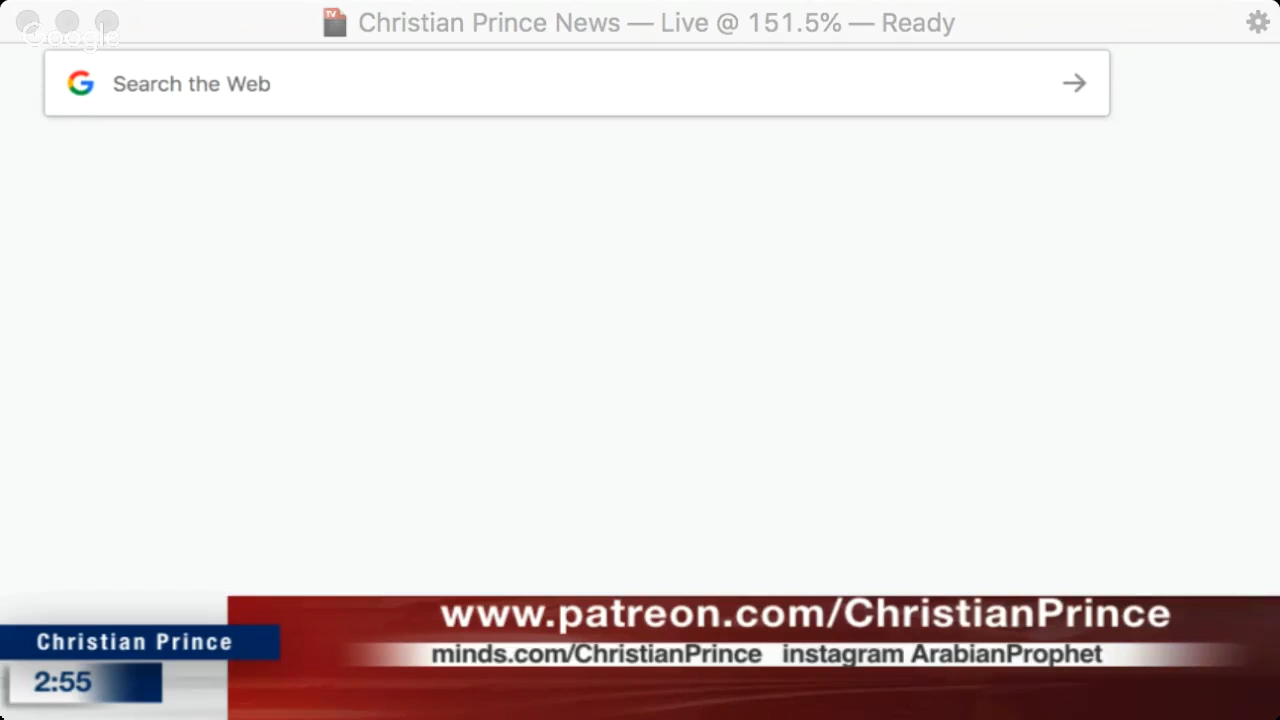 TV
Christian Prince News — Live @ 151.5% — Ready
Google
G Search the Web
www.patreon.com/ChristianPrince
Christian Prince
minds.com/ChristianPrince instagram ArabianProphet
2:55